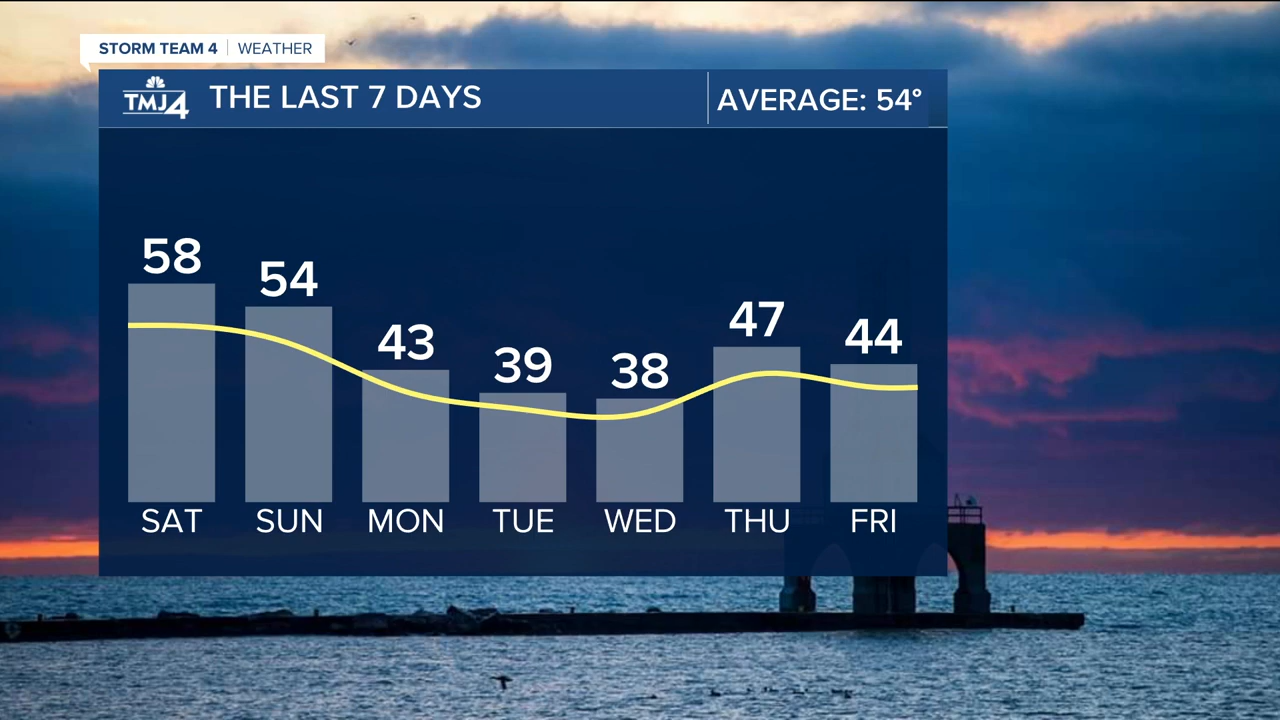 STORM TEAM 4 | WEATHER
TMJ4 THE LAST 7 DAYS AVERAGE: 54°
58 54 43 39 38 47 44
SAT SUN MON TUE WED THU FRI